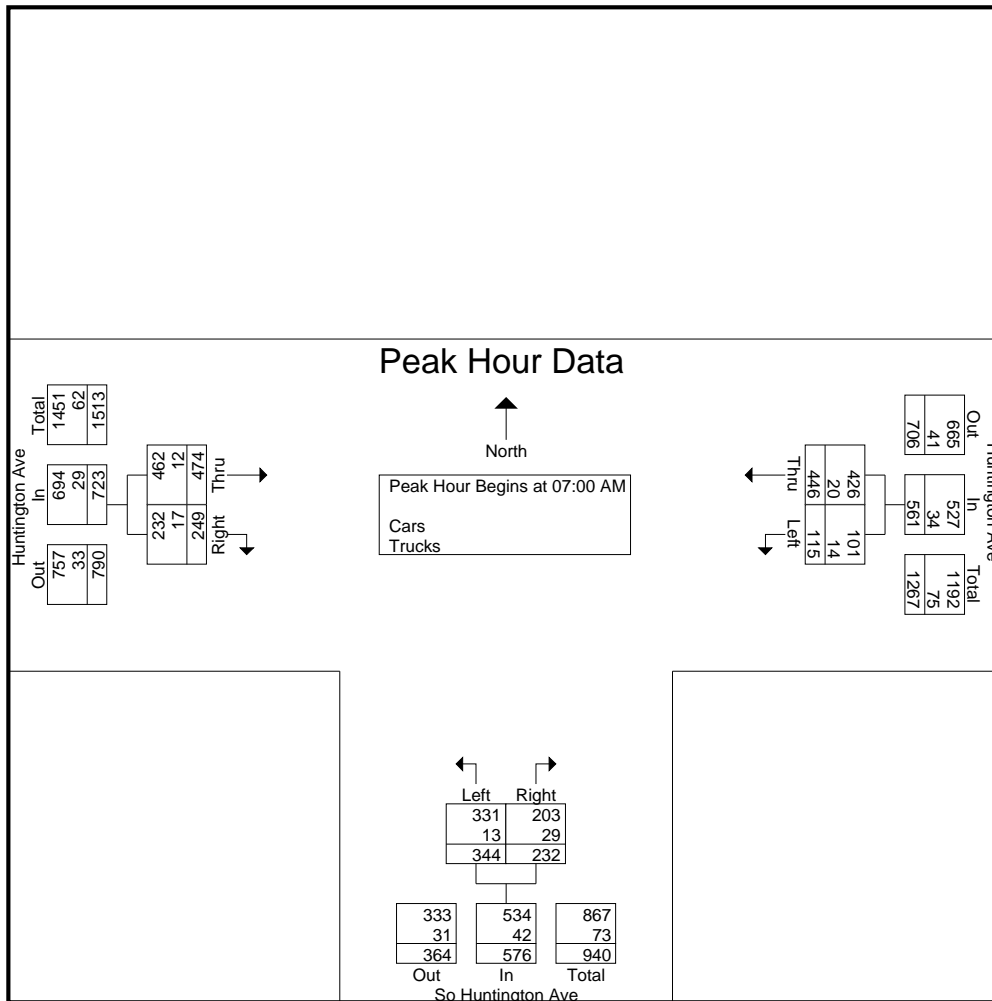 Peak Hour Data
North
Peak Hour Begins at 07:00 AM
Cars
Trucks
Huntington Ave
Total
1451
62
1513
In
694
29
723
Out
757
33
790
462
12
474
Thru
232
17
249
Right
Huntington Ave
Out
665
41
706
In
527
34
561
Total
1192
75
1267
426
20
446
Thru
101
14
115
Left
Left Right
331 203
13 29
344 232
333 534 867
31 42 73
364 576 940
Out In Total
So Huntington Ave